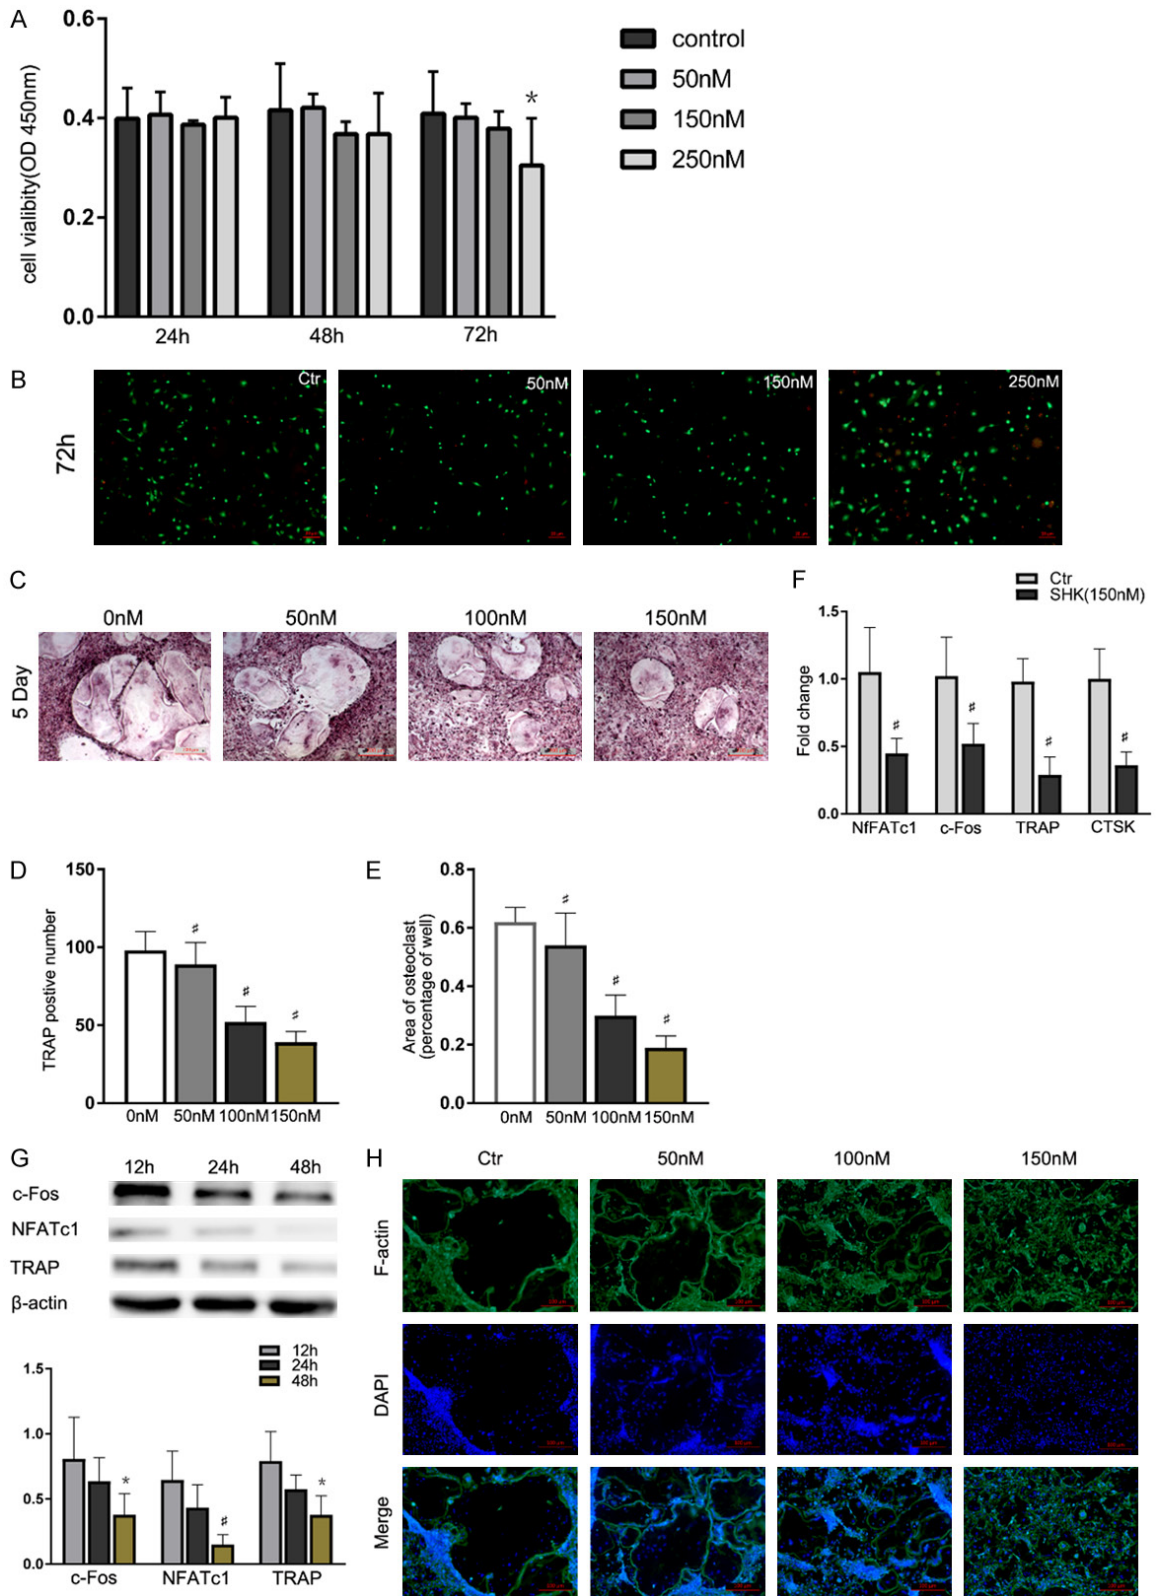 A
0.6
0.4
0.2
0.0
cell vialibity(OD 450nm)
*
24h
48h
72h
control
50nM
150nM
250nM
B
72h
Ctr
50nM
150nM
250nM
C
5 Day
0nM
50nM
100nM
150nM
F
Ctr
SHK(150nM)
1.5
1.0
0.5
0.0
Fold change
♯
♯
♯
♯
NfFATc1
c-Fos
TRAP
CTSK
D
150
100
50
0
TRAP postive number
♯
♯
♯
0nM
50nM
100nM
150nM
E
0.8
0.6
0.4
0.2
0.0
Area of osteoclast
(percentage of well)
♯
♯
♯
0nM
50nM
100nM
150nM
G
12h
24h
48h
c-Fos
NFATc1
TRAP
β-actin
12h
24h
48h
1.5
1.0
0.5
0.0
*
♯
*
c-Fos
NFATc1
TRAP
H
Ctr
50nM
100nM
150nM
F-actin
DAPI
Merge